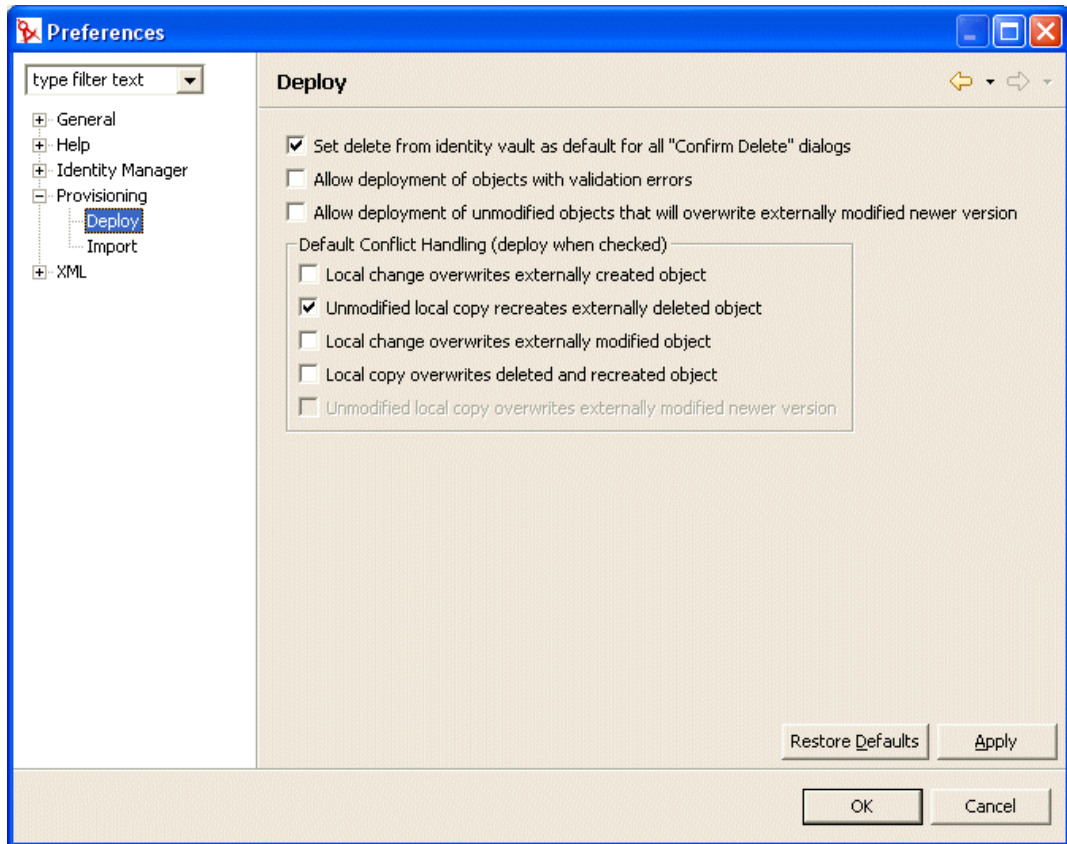 Preferences
type filter text
General
Help
Identity Manager
Provisioning
Deploy
Import
XML
Deploy
Set delete from identity vault as default for all "Confirm Delete" dialogs
Allow deployment of objects with validation errors
Allow deployment of unmodified objects that will overwrite externally modified newer version
Default Conflict Handling (deploy when checked)
Local change overwrites externally created object
Unmodified local copy recreates externally deleted object
Local change overwrites externally modified object
Local copy overwrites deleted and recreated object
Unmodified local copy overwrites externally modified newer version
Restore Defaults Apply
OK Cancel